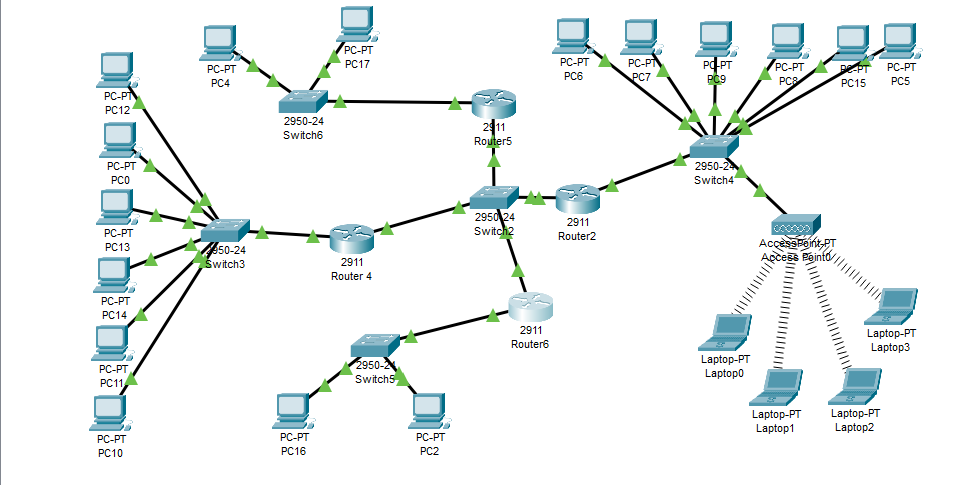 PC-PT
PC4
PC-PT
PC17
PC-PT
PC6
PC-PT
PC7
PC-PT
PC9
PC-PT
PC8
PC-PT
PC15
PC-PT
PC5
PC-PT
PC12
2950-24
Switch6
2911
Router5
PC-PT
PC0
2950-24
Switch4
PC-PT
PC13
2950-24
Switch2
2911
Router2
2950-24
Switch3
2911
Router 4
AccessPoint-PT
Access Point0
PC-PT
PC14
2911
Router6
Laptop-PT
Laptop3
PC-PT
PC11
2950-24
Switch5
Laptop-PT
Laptop0
PC-PT
PC10
PC-PT
PC16
PC-PT
PC2
Laptop-PT
Laptop1
Laptop-PT
Laptop2